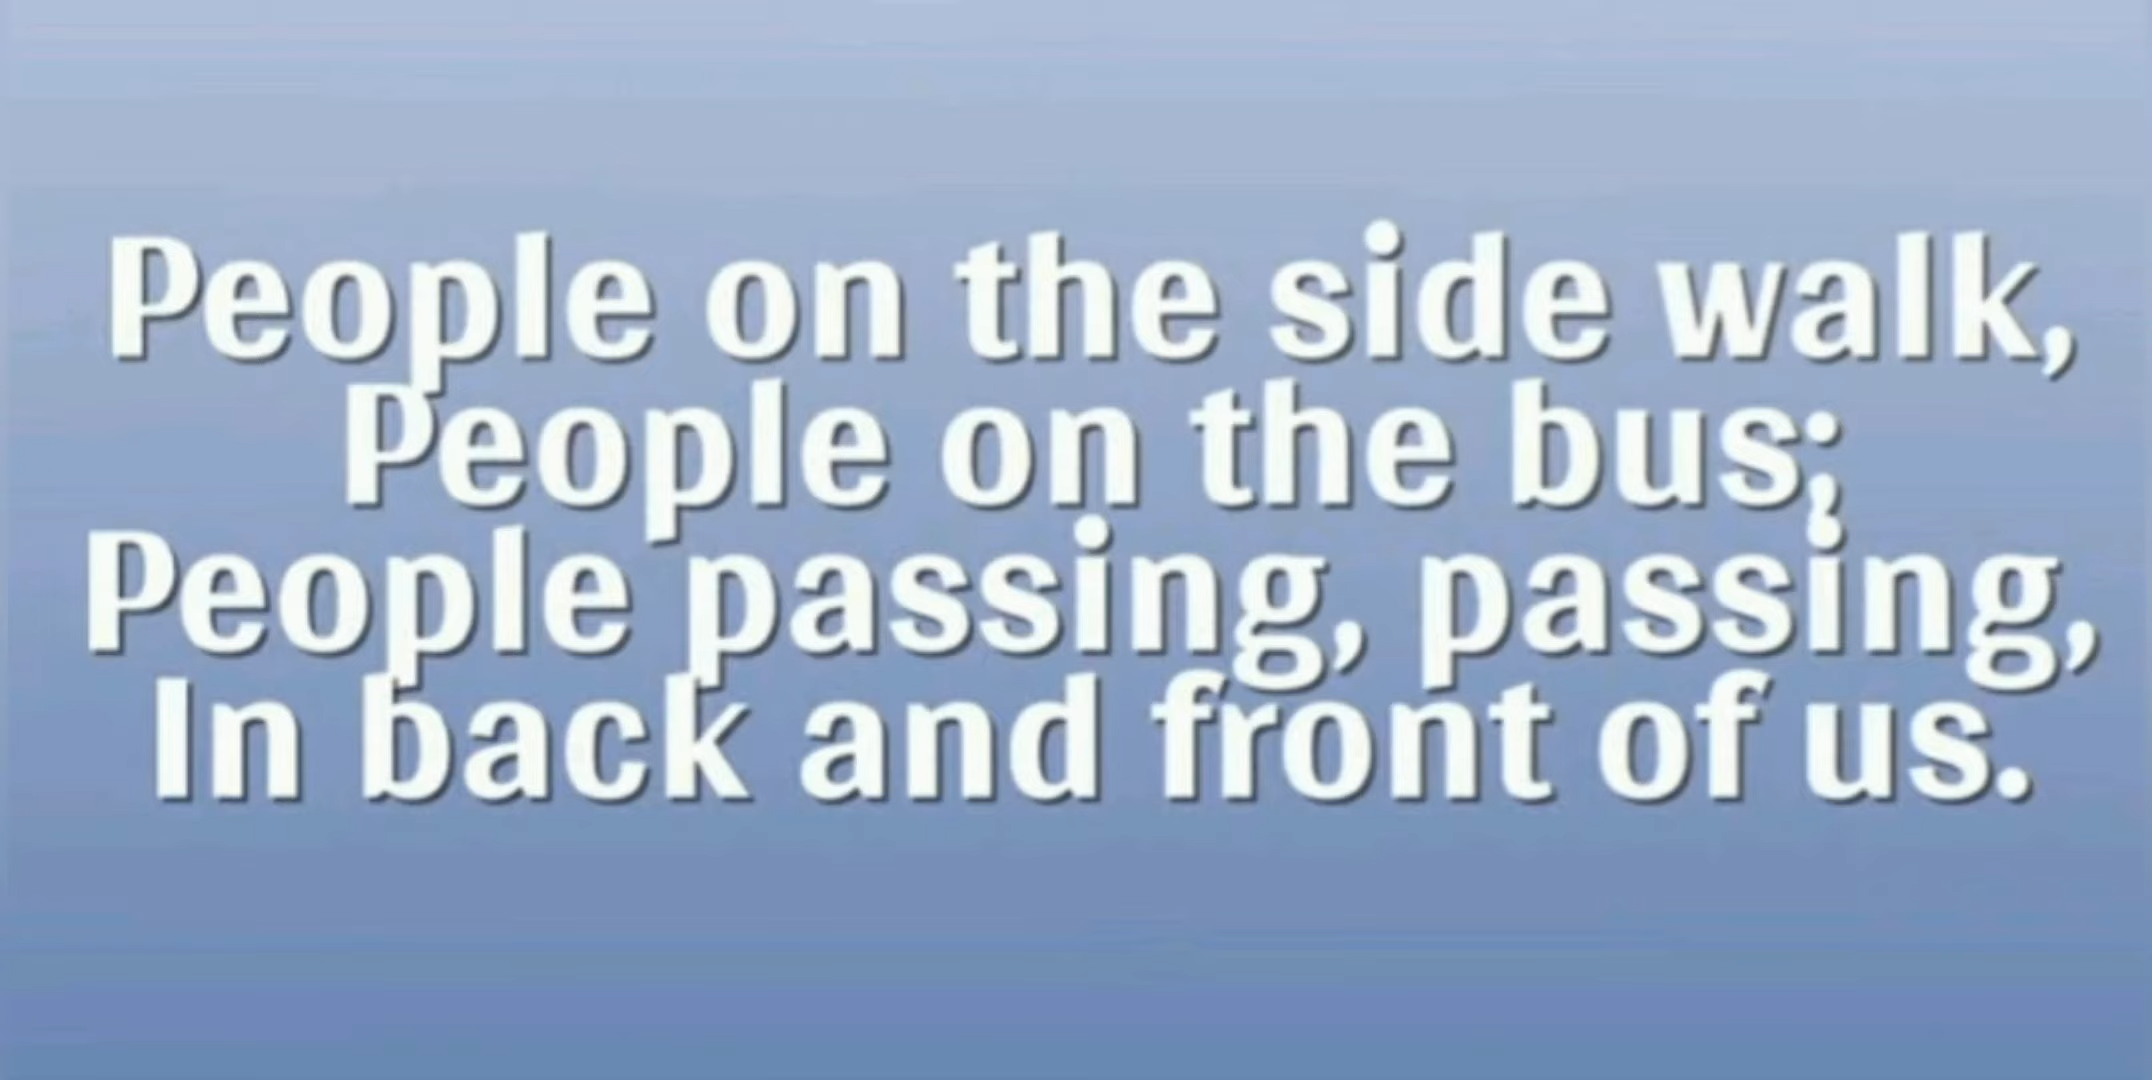 People on the side walk,
People on the bus;
People passing, passing,
In back and front of us.